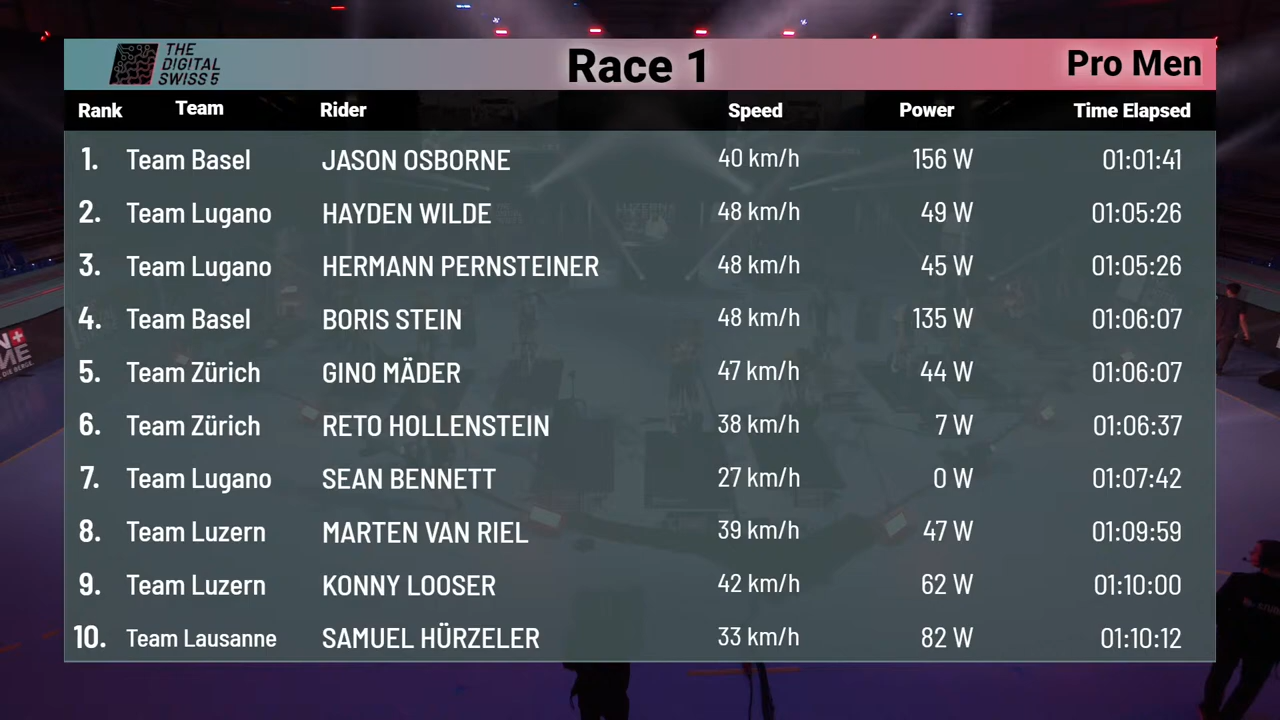 THE
DIGITAL
SWISS 5
Race 1
Pro Men
Rank Team Rider Speed Power Time Elapsed
1. Team Basel JASON OSBORNE 40 km/h 156 W 01:01:41
2. Team Lugano HAYDEN WILDE 48 km/h 49 W 01:05:26
3. Team Lugano HERMANN PERNSTEINER 48 km/h 45 W 01:05:26
4. Team Basel BORIS STEIN 48 km/h 135 W 01:06:07
5. Team Zürich GINO MÄDER 47 km/h 44 W 01:06:07
6. Team Zürich RETO HOLLENSTEIN 38 km/h 7 W 01:06:37
7. Team Lugano SEAN BENNETT 27 km/h 0 W 01:07:42
8. Team Luzern MARTEN VAN RIEL 39 km/h 47 W 01:09:59
9. Team Luzern KONNY LOOSER 42 km/h 62 W 01:10:00
10. Team Lausanne SAMUEL HÜRZELER 33 km/h 82 W 01:10:12